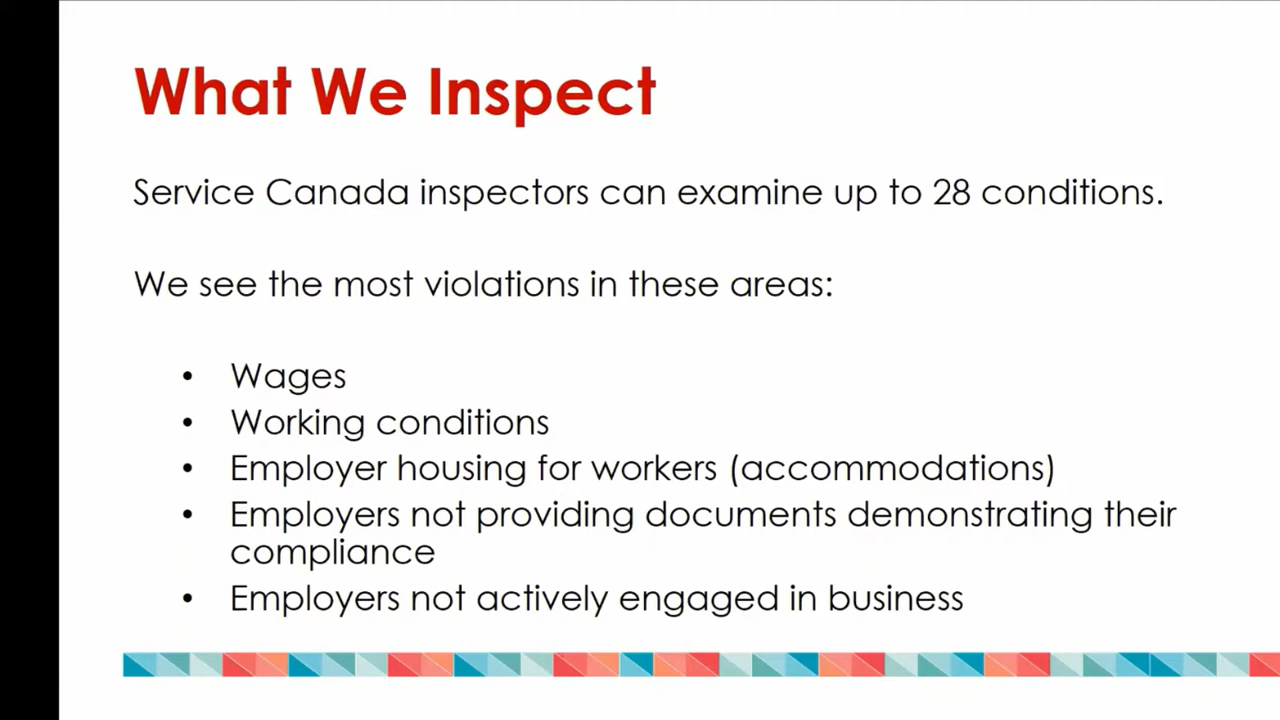 What We Inspect
Service Canada inspectors can examine up to 28 conditions.
We see the most violations in these areas:
• Wages
• Working conditions
• Employer housing for workers (accommodations)
• Employers not providing documents demonstrating their
compliance
• Employers not actively engaged in business